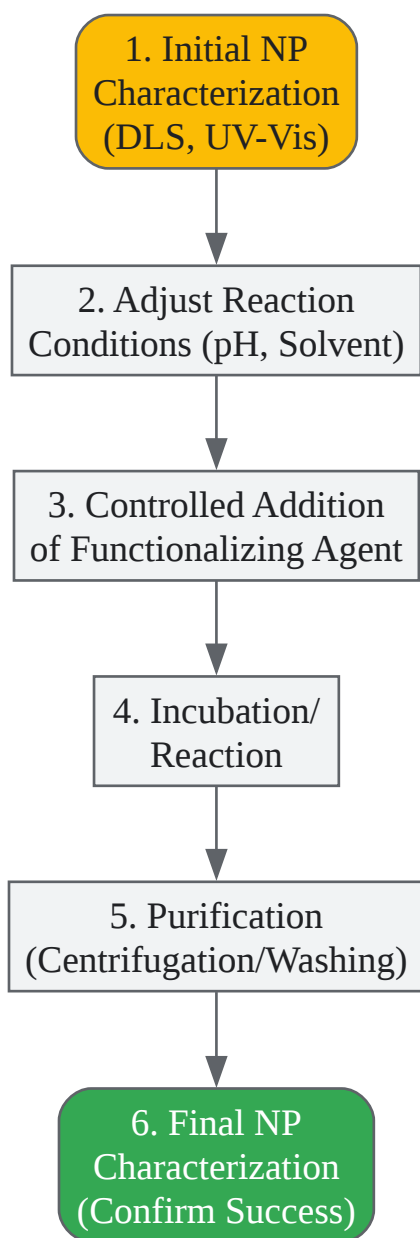 1. Initial NP
Characterization
(DLS, UV-Vis)
2. Adjust Reaction
Conditions (pH, Solvent)
3. Controlled Addition
of Functionalizing Agent
4. Incubation/
Reaction
5. Purification
(Centrifugation/Washing)
6. Final NP
Characterization
(Confirm Success)